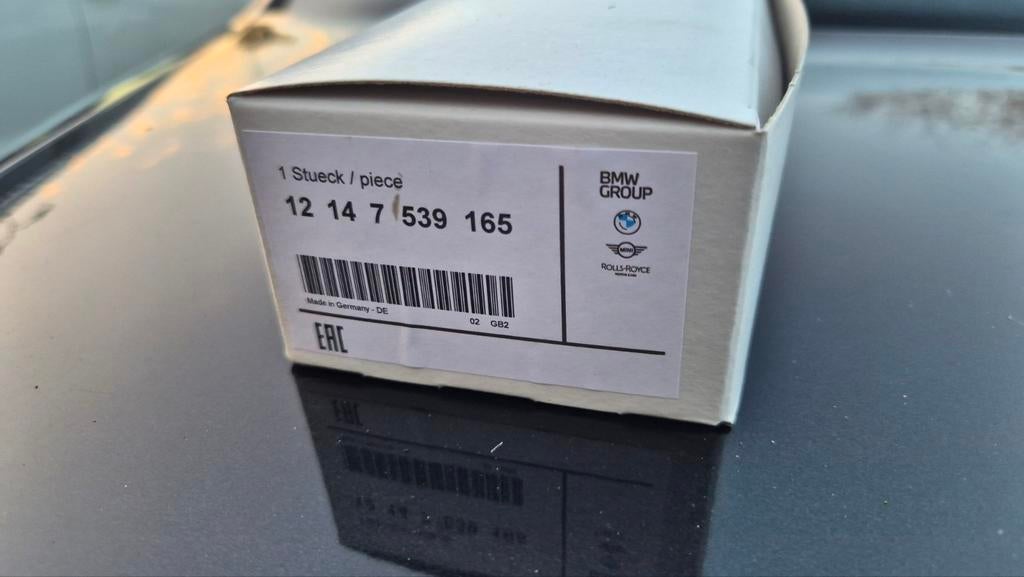 1 Stueck / piece
12 14 7 539 165
Made in Germany - DE
02 GB2
EAC
BMW
GROUP
MINI
ROLLS-ROYCE